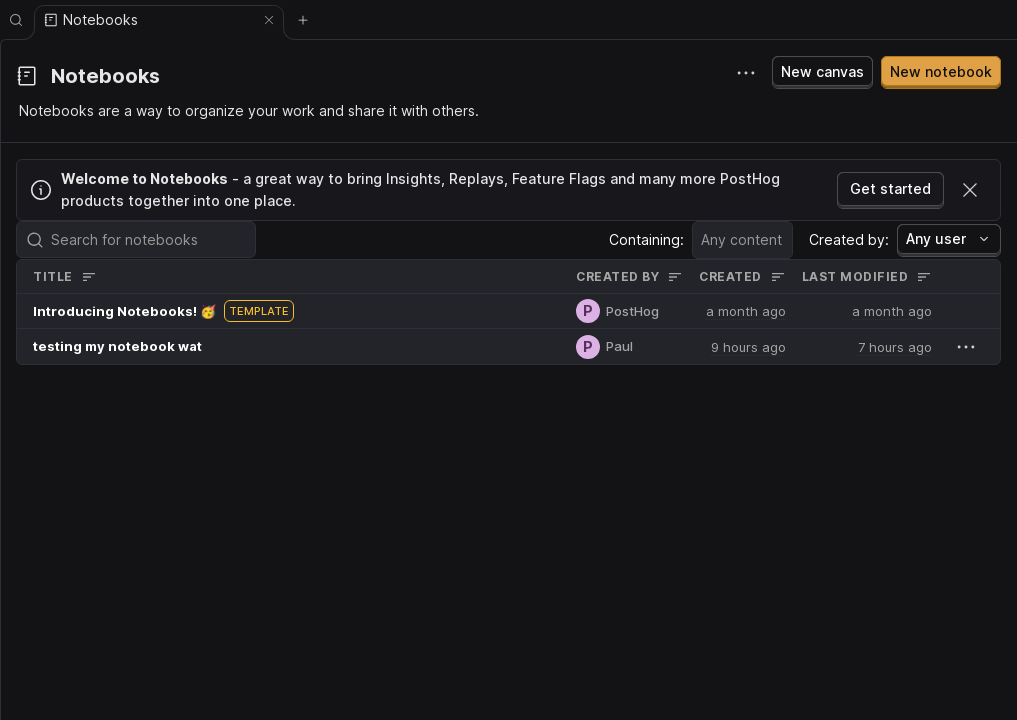 Notebooks
Notebooks
New canvas
New notebook
Notebooks are a way to organize your work and share it with others.
Welcome to Notebooks - a great way to bring Insights, Replays, Feature Flags and many more PostHog
products together into one place.
Get started
Search for notebooks
Containing:
Any content
Created by:
Any user
TITLE CREATED BY CREATED LAST MODIFIED
Introducing Notebooks! 🥳 TEMPLATE P PostHog a month ago a month ago
testing my notebook wat P Paul 9 hours ago 7 hours ago